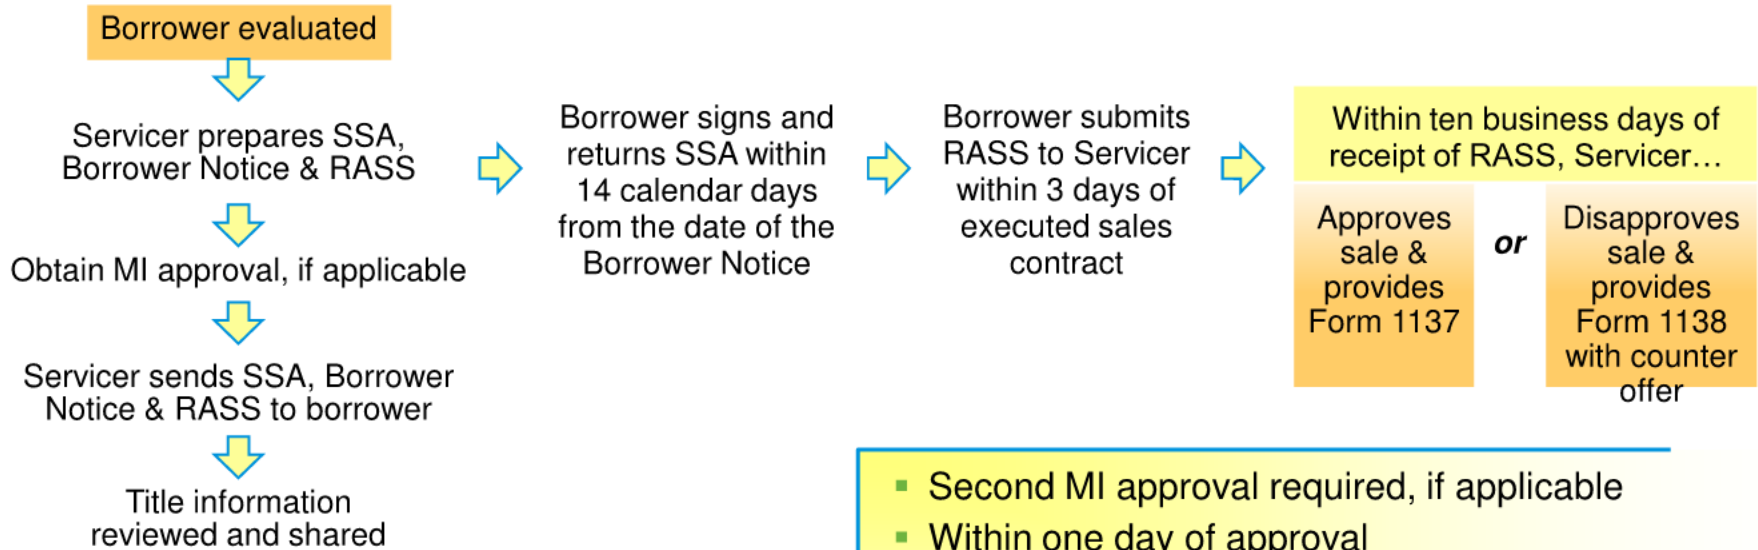 Borrower evaluated
Servicer prepares SSA,
Borrower Notice & RASS
Obtain MI approval, if applicable
Servicer sends SSA, Borrower
Notice & RASS to borrower
Title information
reviewed and shared
Borrower signs and
returns SSA within
14 calendar days
from the date of the
Borrower Notice
Borrower submits
RASS to Servicer
within 3 days of
executed sales
contract
Within ten business days of
receipt of RASS, Servicer…
Approves
sale &
provides
Form 1137
or
Disapproves
sale &
provides
Form 1138
with counter
offer
▪ Second MI approval required, if applicable
▪ Within one day of approval